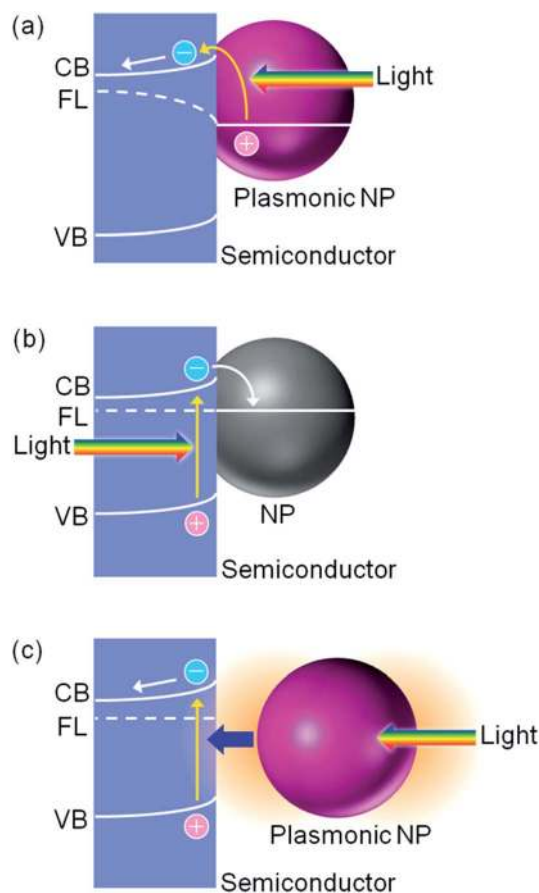 (a)
CB
FL
Light
Plasmonic NP
VB
Semiconductor
(b)
CB
FL
Light
NP
VB
Semiconductor
(c)
CB
FL
Light
VB
Plasmonic NP
Semiconductor